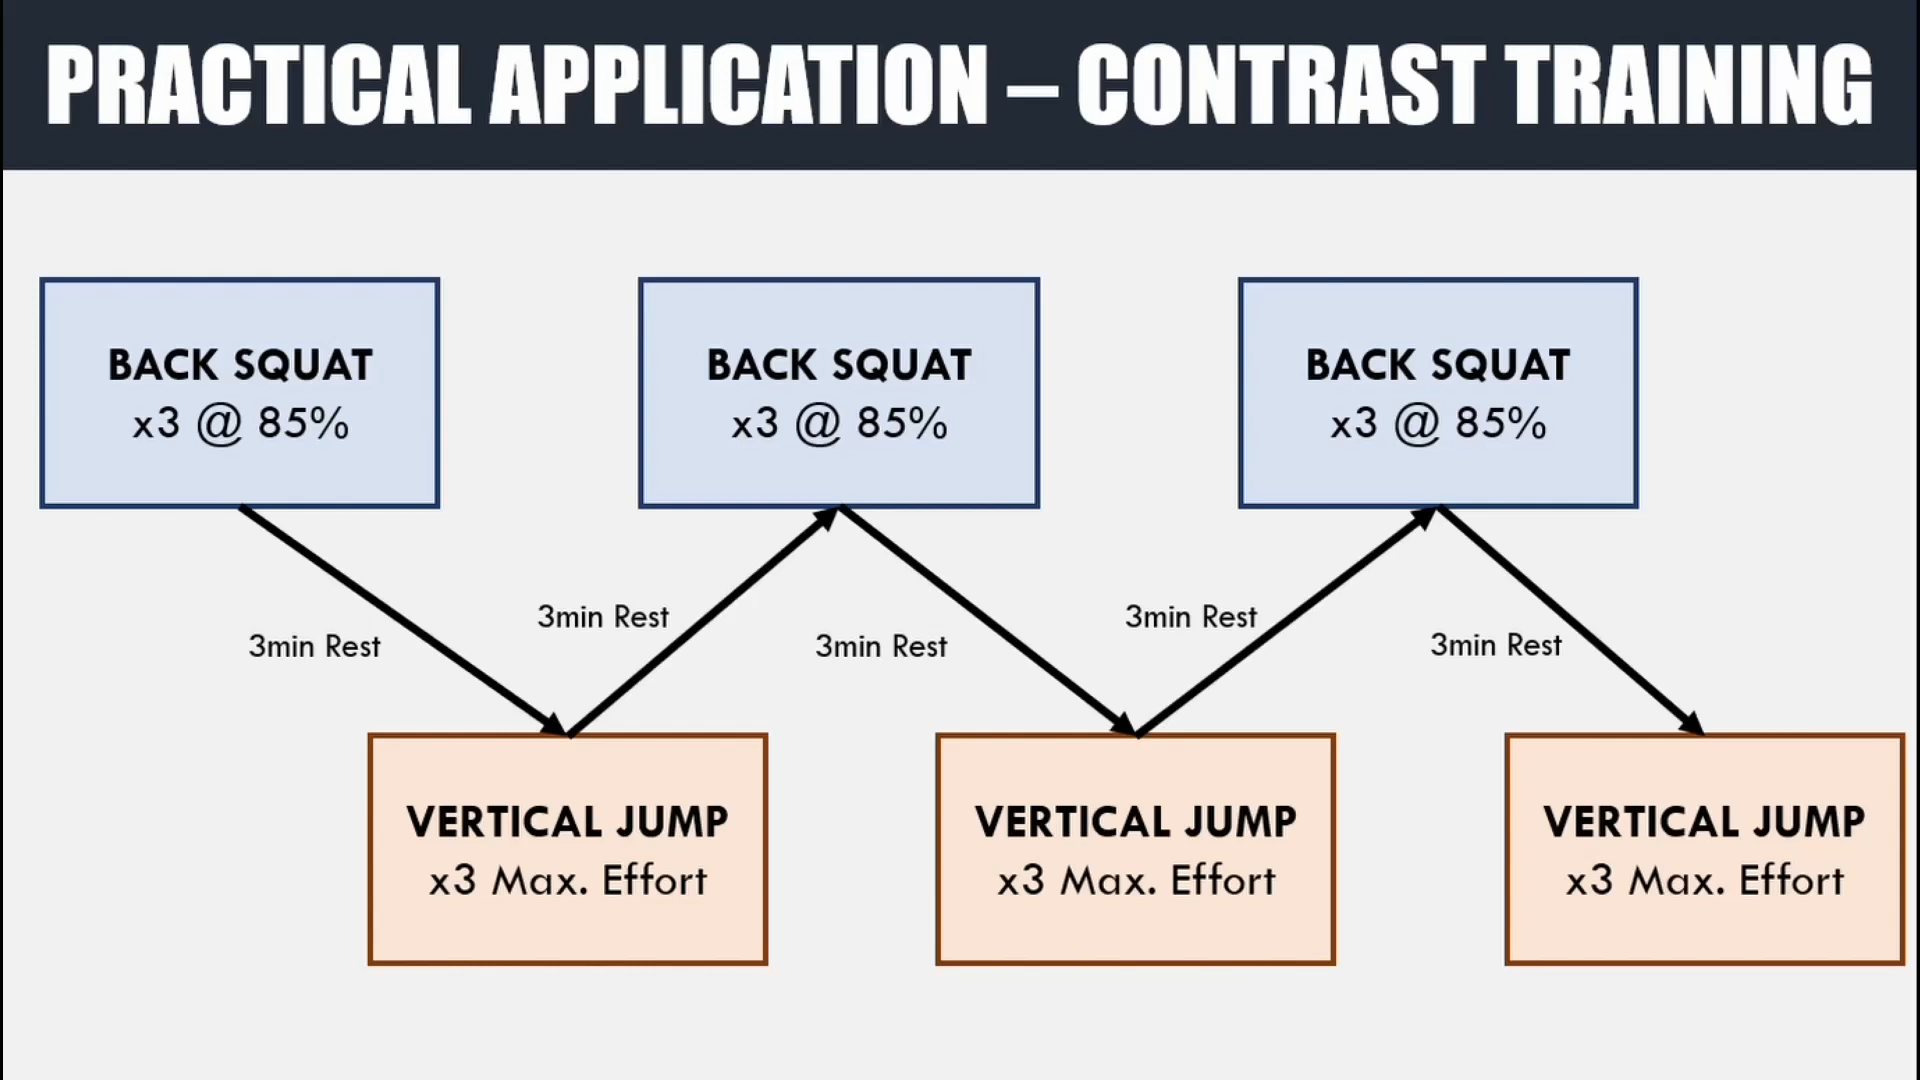 PRACTICAL APPLICATION – CONTRAST TRAINING
BACK SQUAT
x3 @ 85%
BACK SQUAT
x3 @ 85%
BACK SQUAT
x3 @ 85%
3min Rest
3min Rest
3min Rest
3min Rest
3min Rest
VERTICAL JUMP
x3 Max. Effort
VERTICAL JUMP
x3 Max. Effort
VERTICAL JUMP
x3 Max. Effort